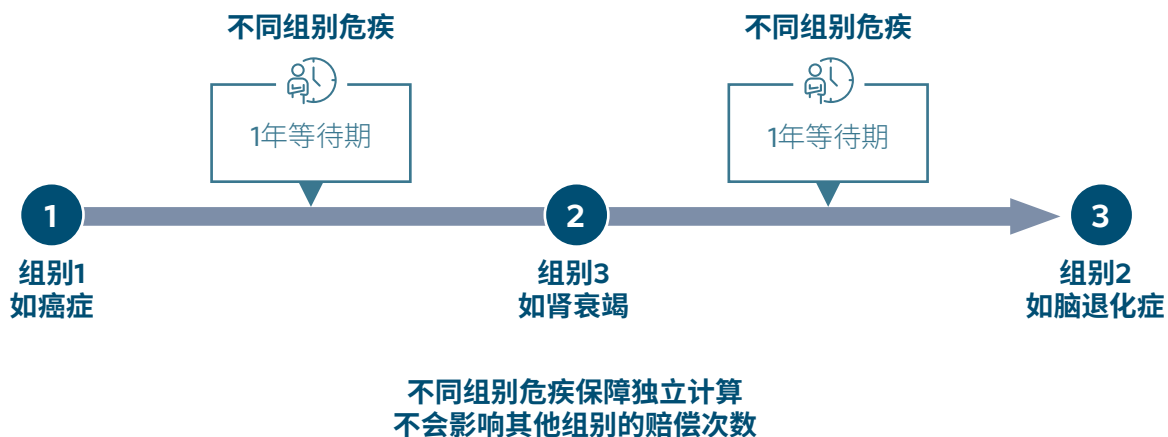 不同组别危疾
不同组别危疾
1年等待期
1年等待期
1
2
3
组别1
如癌症
组别3
如肾衰竭
组别2
如脑退化症
不同组别危疾保障独立计算
不会影响其他组别的赔偿次数